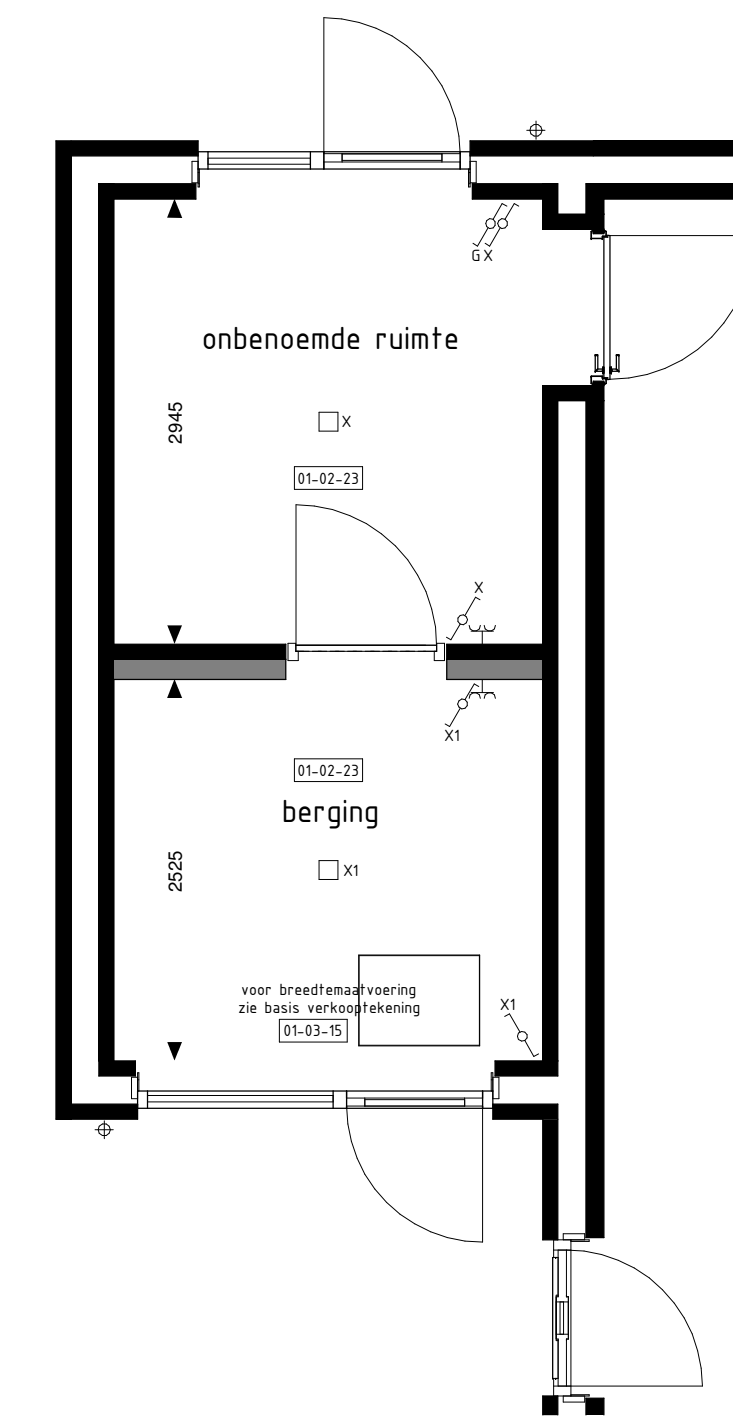 G X
onbenoemde ruimte
2945
X
01-02-23
X
X1
01-02-23
berging
2525
X1
voor breedtemaatvoering
zie basis verkooptekening
X1
01-03-15